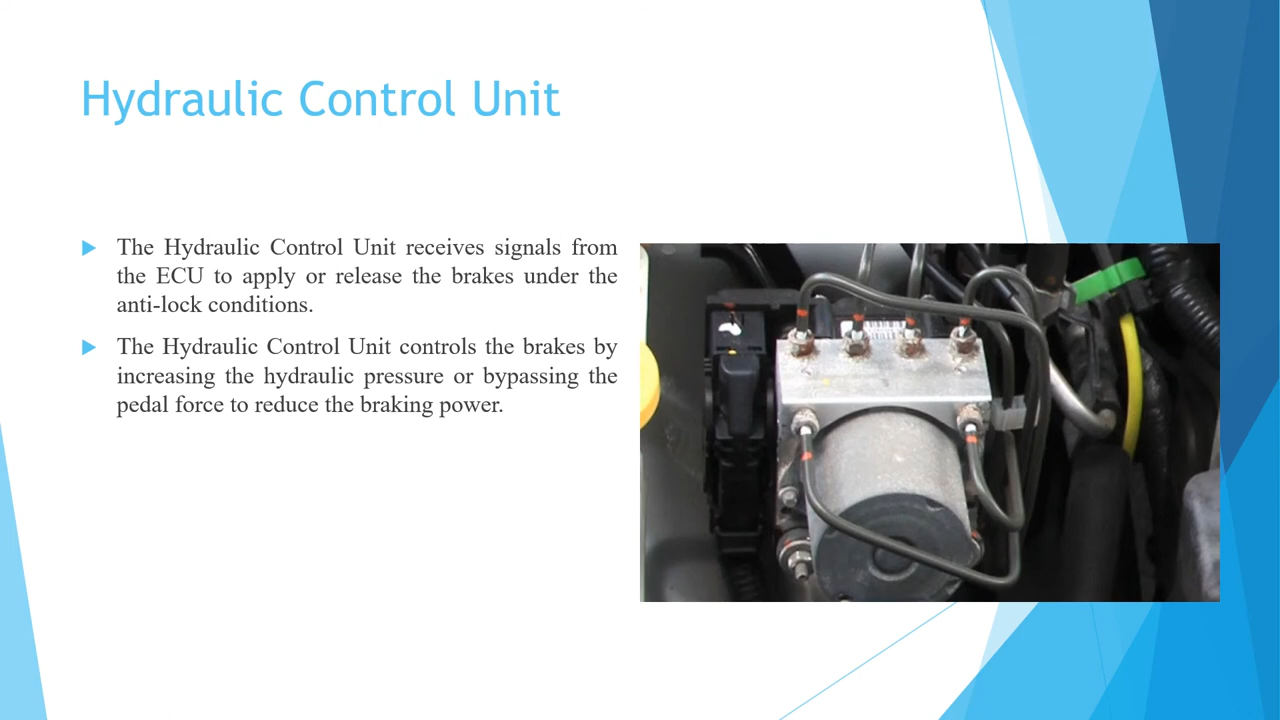 Hydraulic Control Unit
The Hydraulic Control Unit receives signals from
the ECU to apply or release the brakes under the
anti-lock conditions.
The Hydraulic Control Unit controls the brakes by
increasing the hydraulic pressure or bypassing the
pedal force to reduce the braking power.